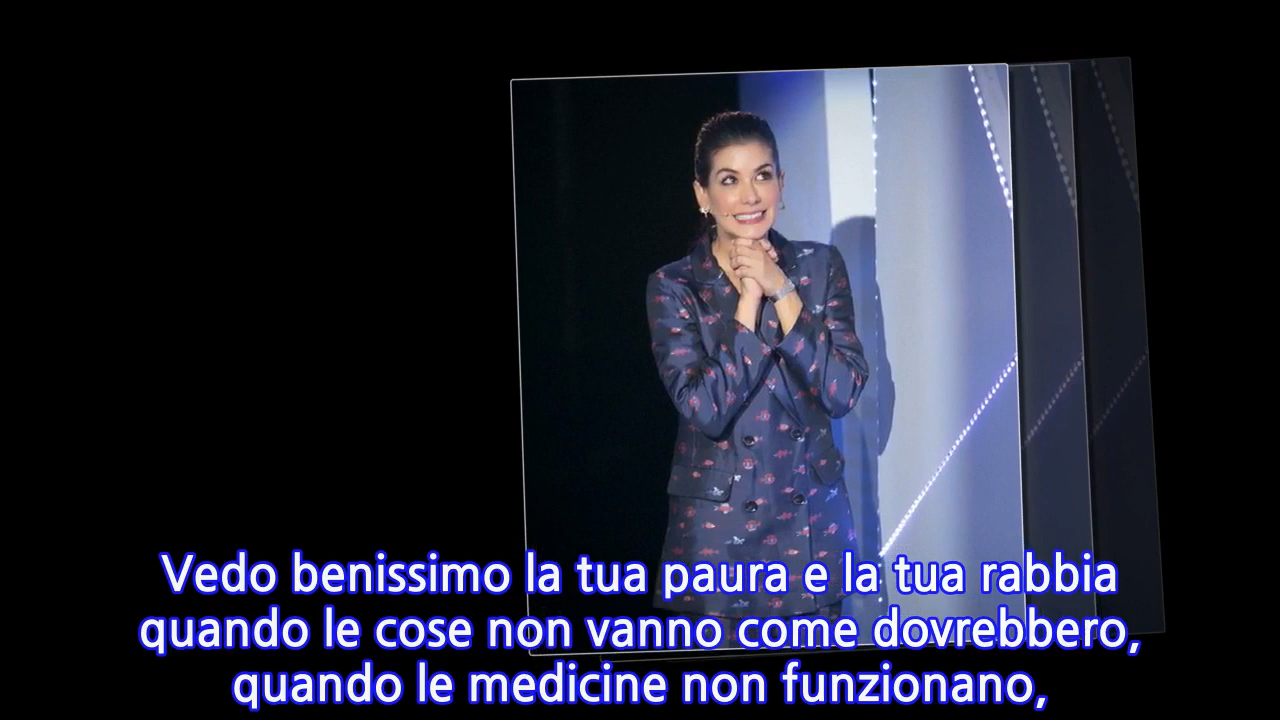 Vedo benissimo la tua paura e la tua rabbia
quando le cose non vanno come dovrebbero,
quando le medicine non funzionano,